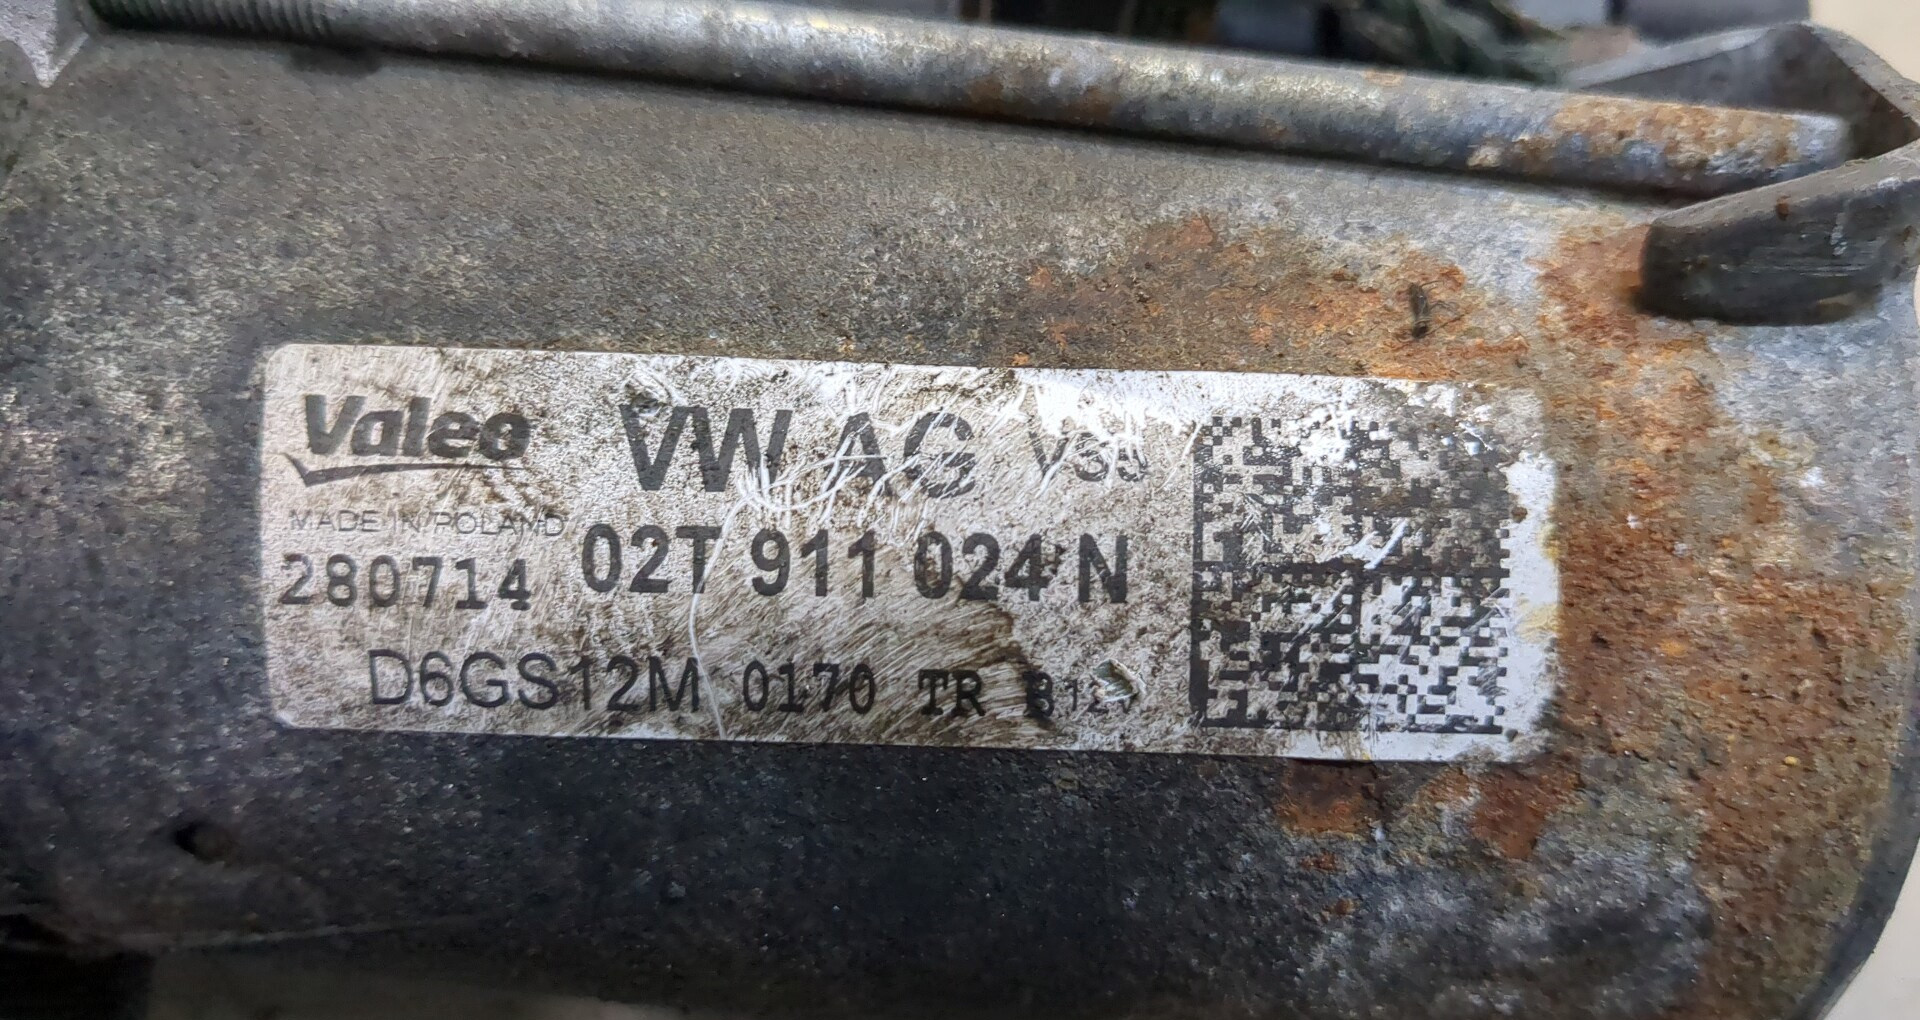 Valeo VW AG
MADE IN POLAND
280714 02T 911 024 N
D6GS12M 0170 TR